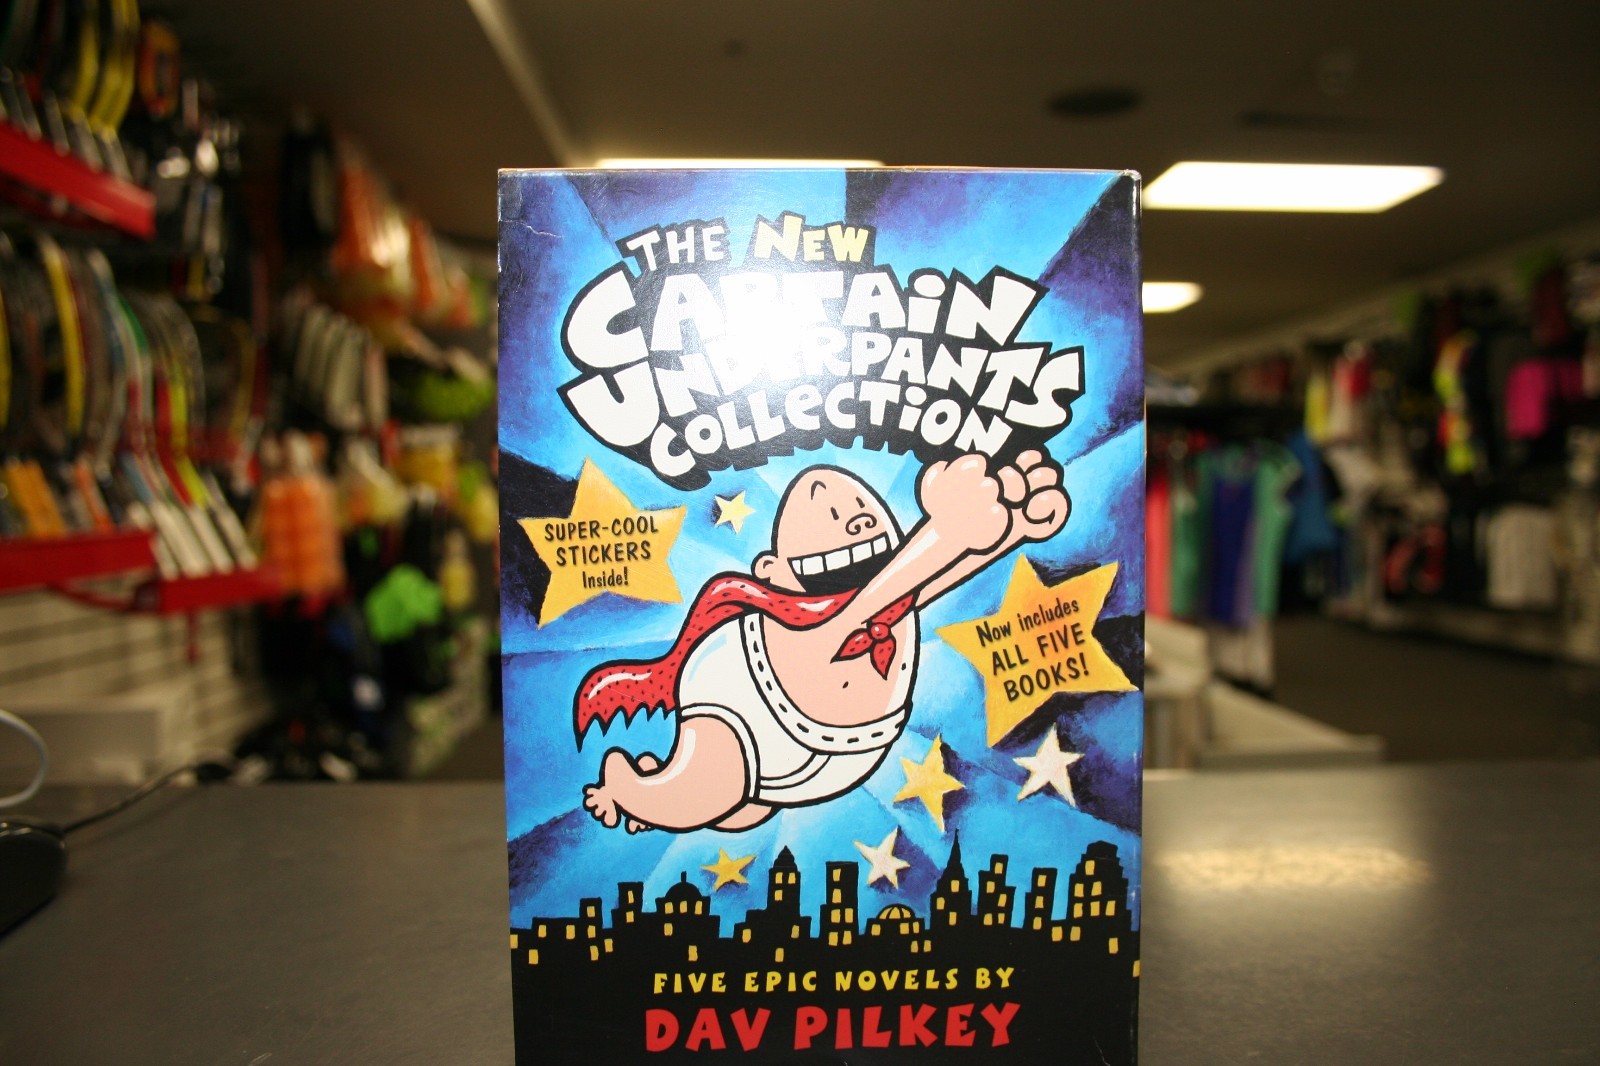 THE NEW
CAPTAIN
UNDERPANTS
COLLECTION
SUPER-COOL
STICKERS
Inside!
Now includes
ALL FIVE
BOOKS!
FIVE EPIC NOVELS BY
DAV PILKEY